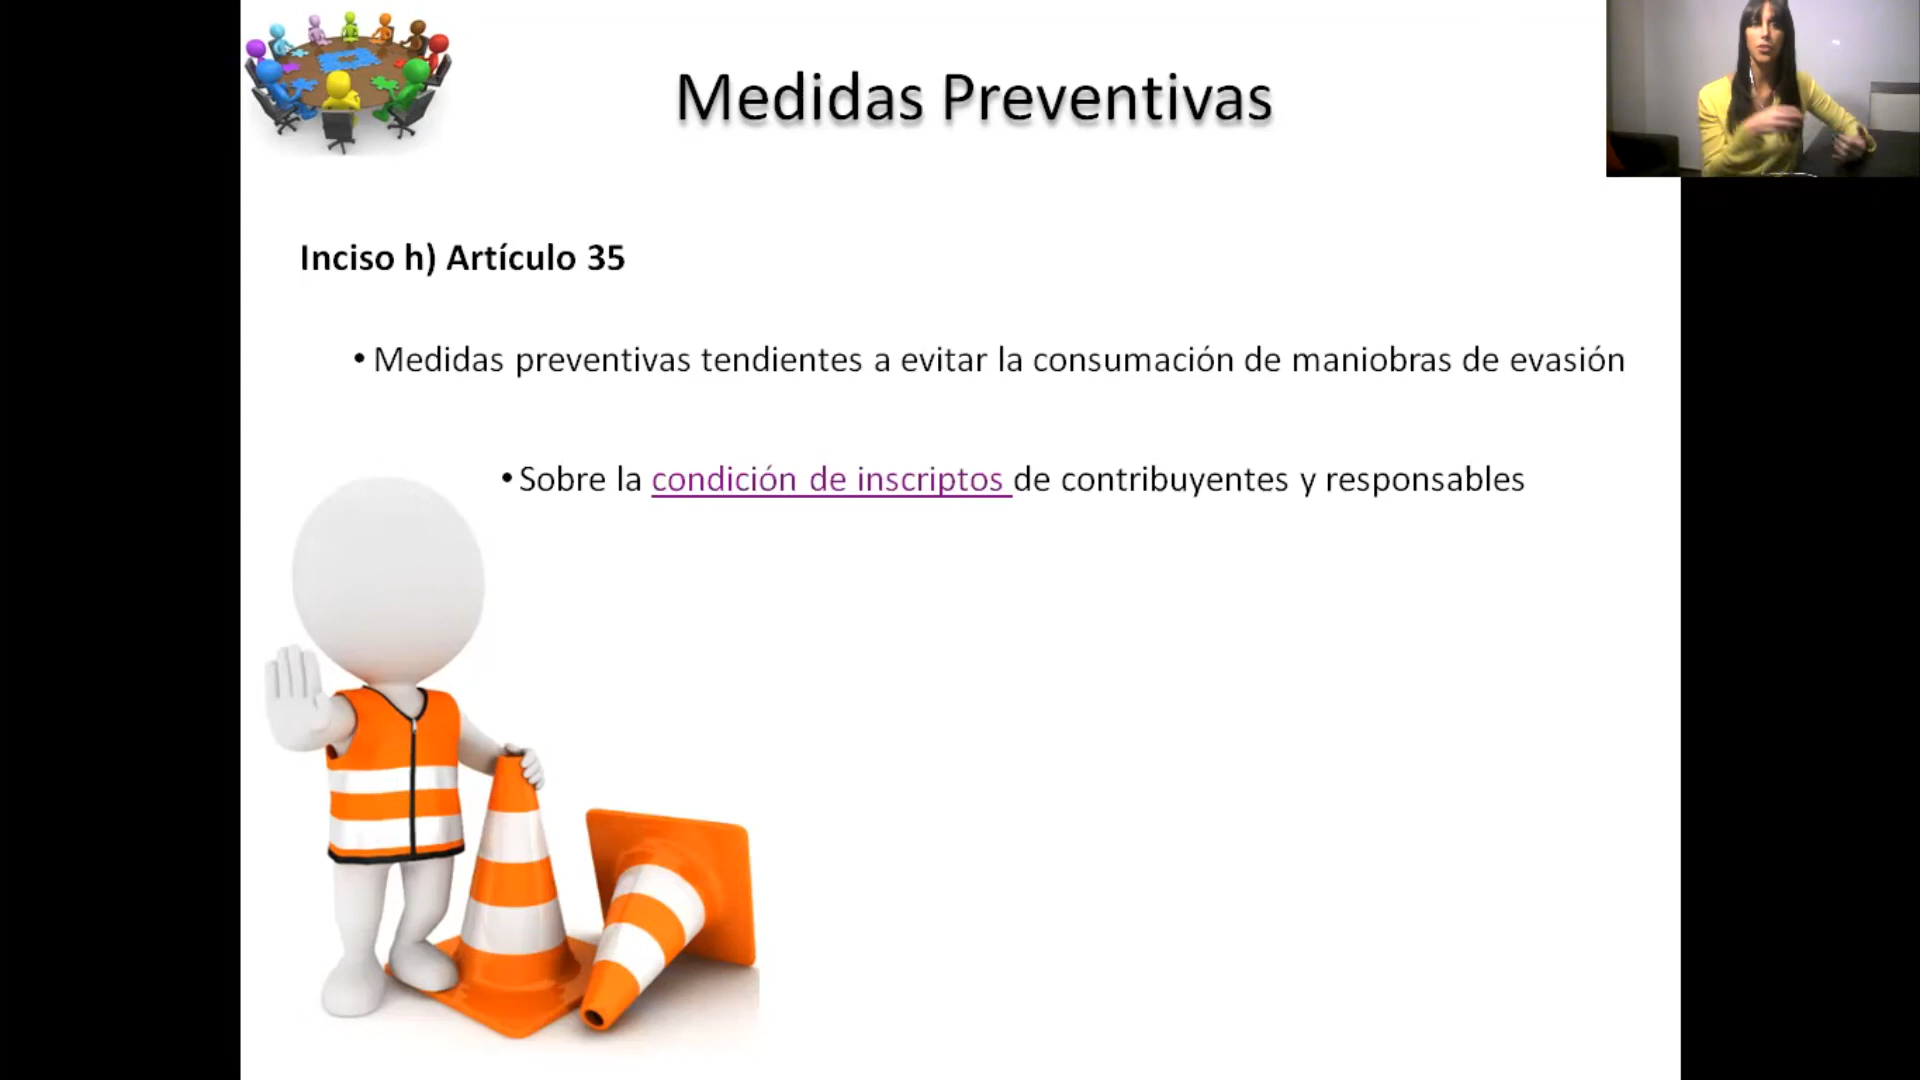 Medidas Preventivas
Inciso h) Artículo 35
• Medidas preventivas tendientes a evitar la consumación de maniobras de evasión
• Sobre la condición de inscriptos de contribuyentes y responsables